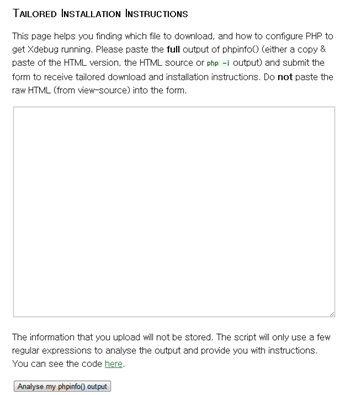 Tailored Installation Instructions
This page helps you finding which file to download, and how to configure PHP to
get Xdebug running. Please paste the full output of phpinfo() (either a copy &
paste of the HTML version, the HTML source or php -i output) and submit the
form to receive tailored download and installation instructions. Do not paste the
raw HTML (from view-source) into the form.
The information that you upload will not be stored. The script will only use a few
regular expressions to analyse the output and provide you with instructions.
You can see the code here.
Analyse my phpinfo() output